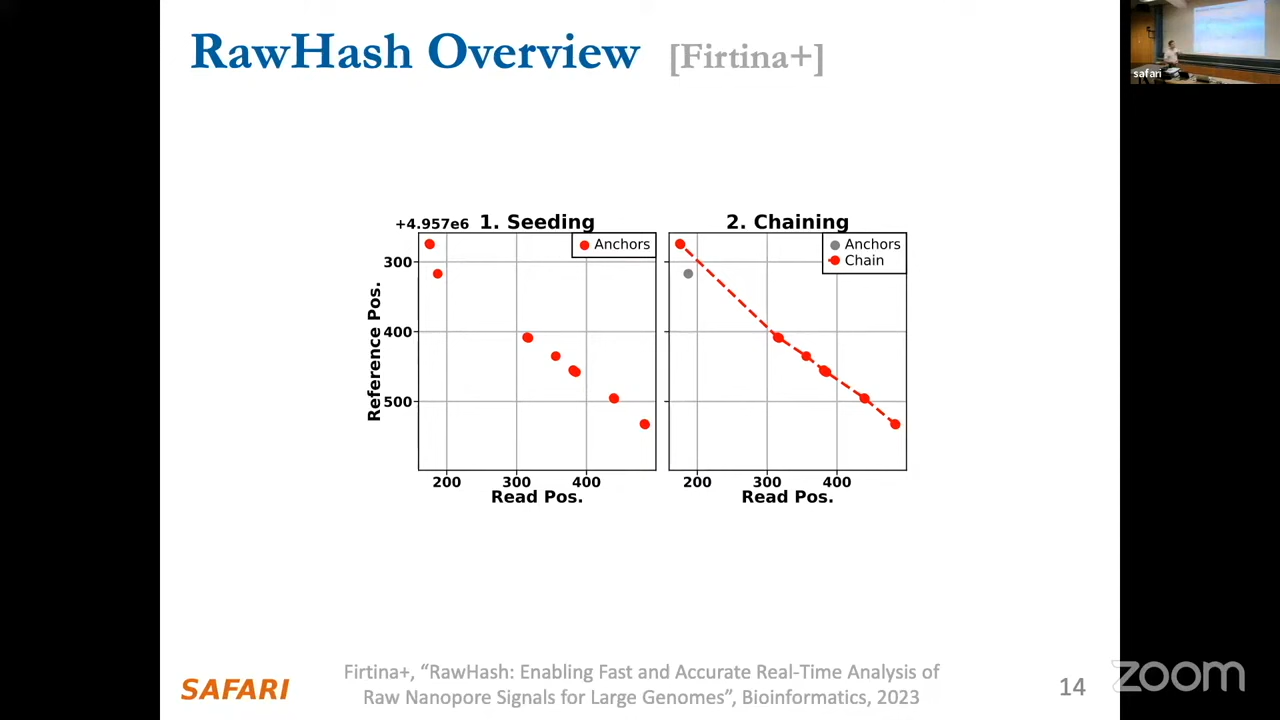 RawHash Overview [Firtina+]
safari
+4.957e6 1. Seeding
Anchors
300
400
500
Reference Pos.
200 300 400
Read Pos.
2. Chaining
Anchors
Chain
200 300 400
Read Pos.
SAFARI
Firtina+, “RawHash: Enabling Fast and Accurate Real-Time Analysis of
Raw Nanopore Signals for Large Genomes”, Bioinformatics, 2023
14
zoom